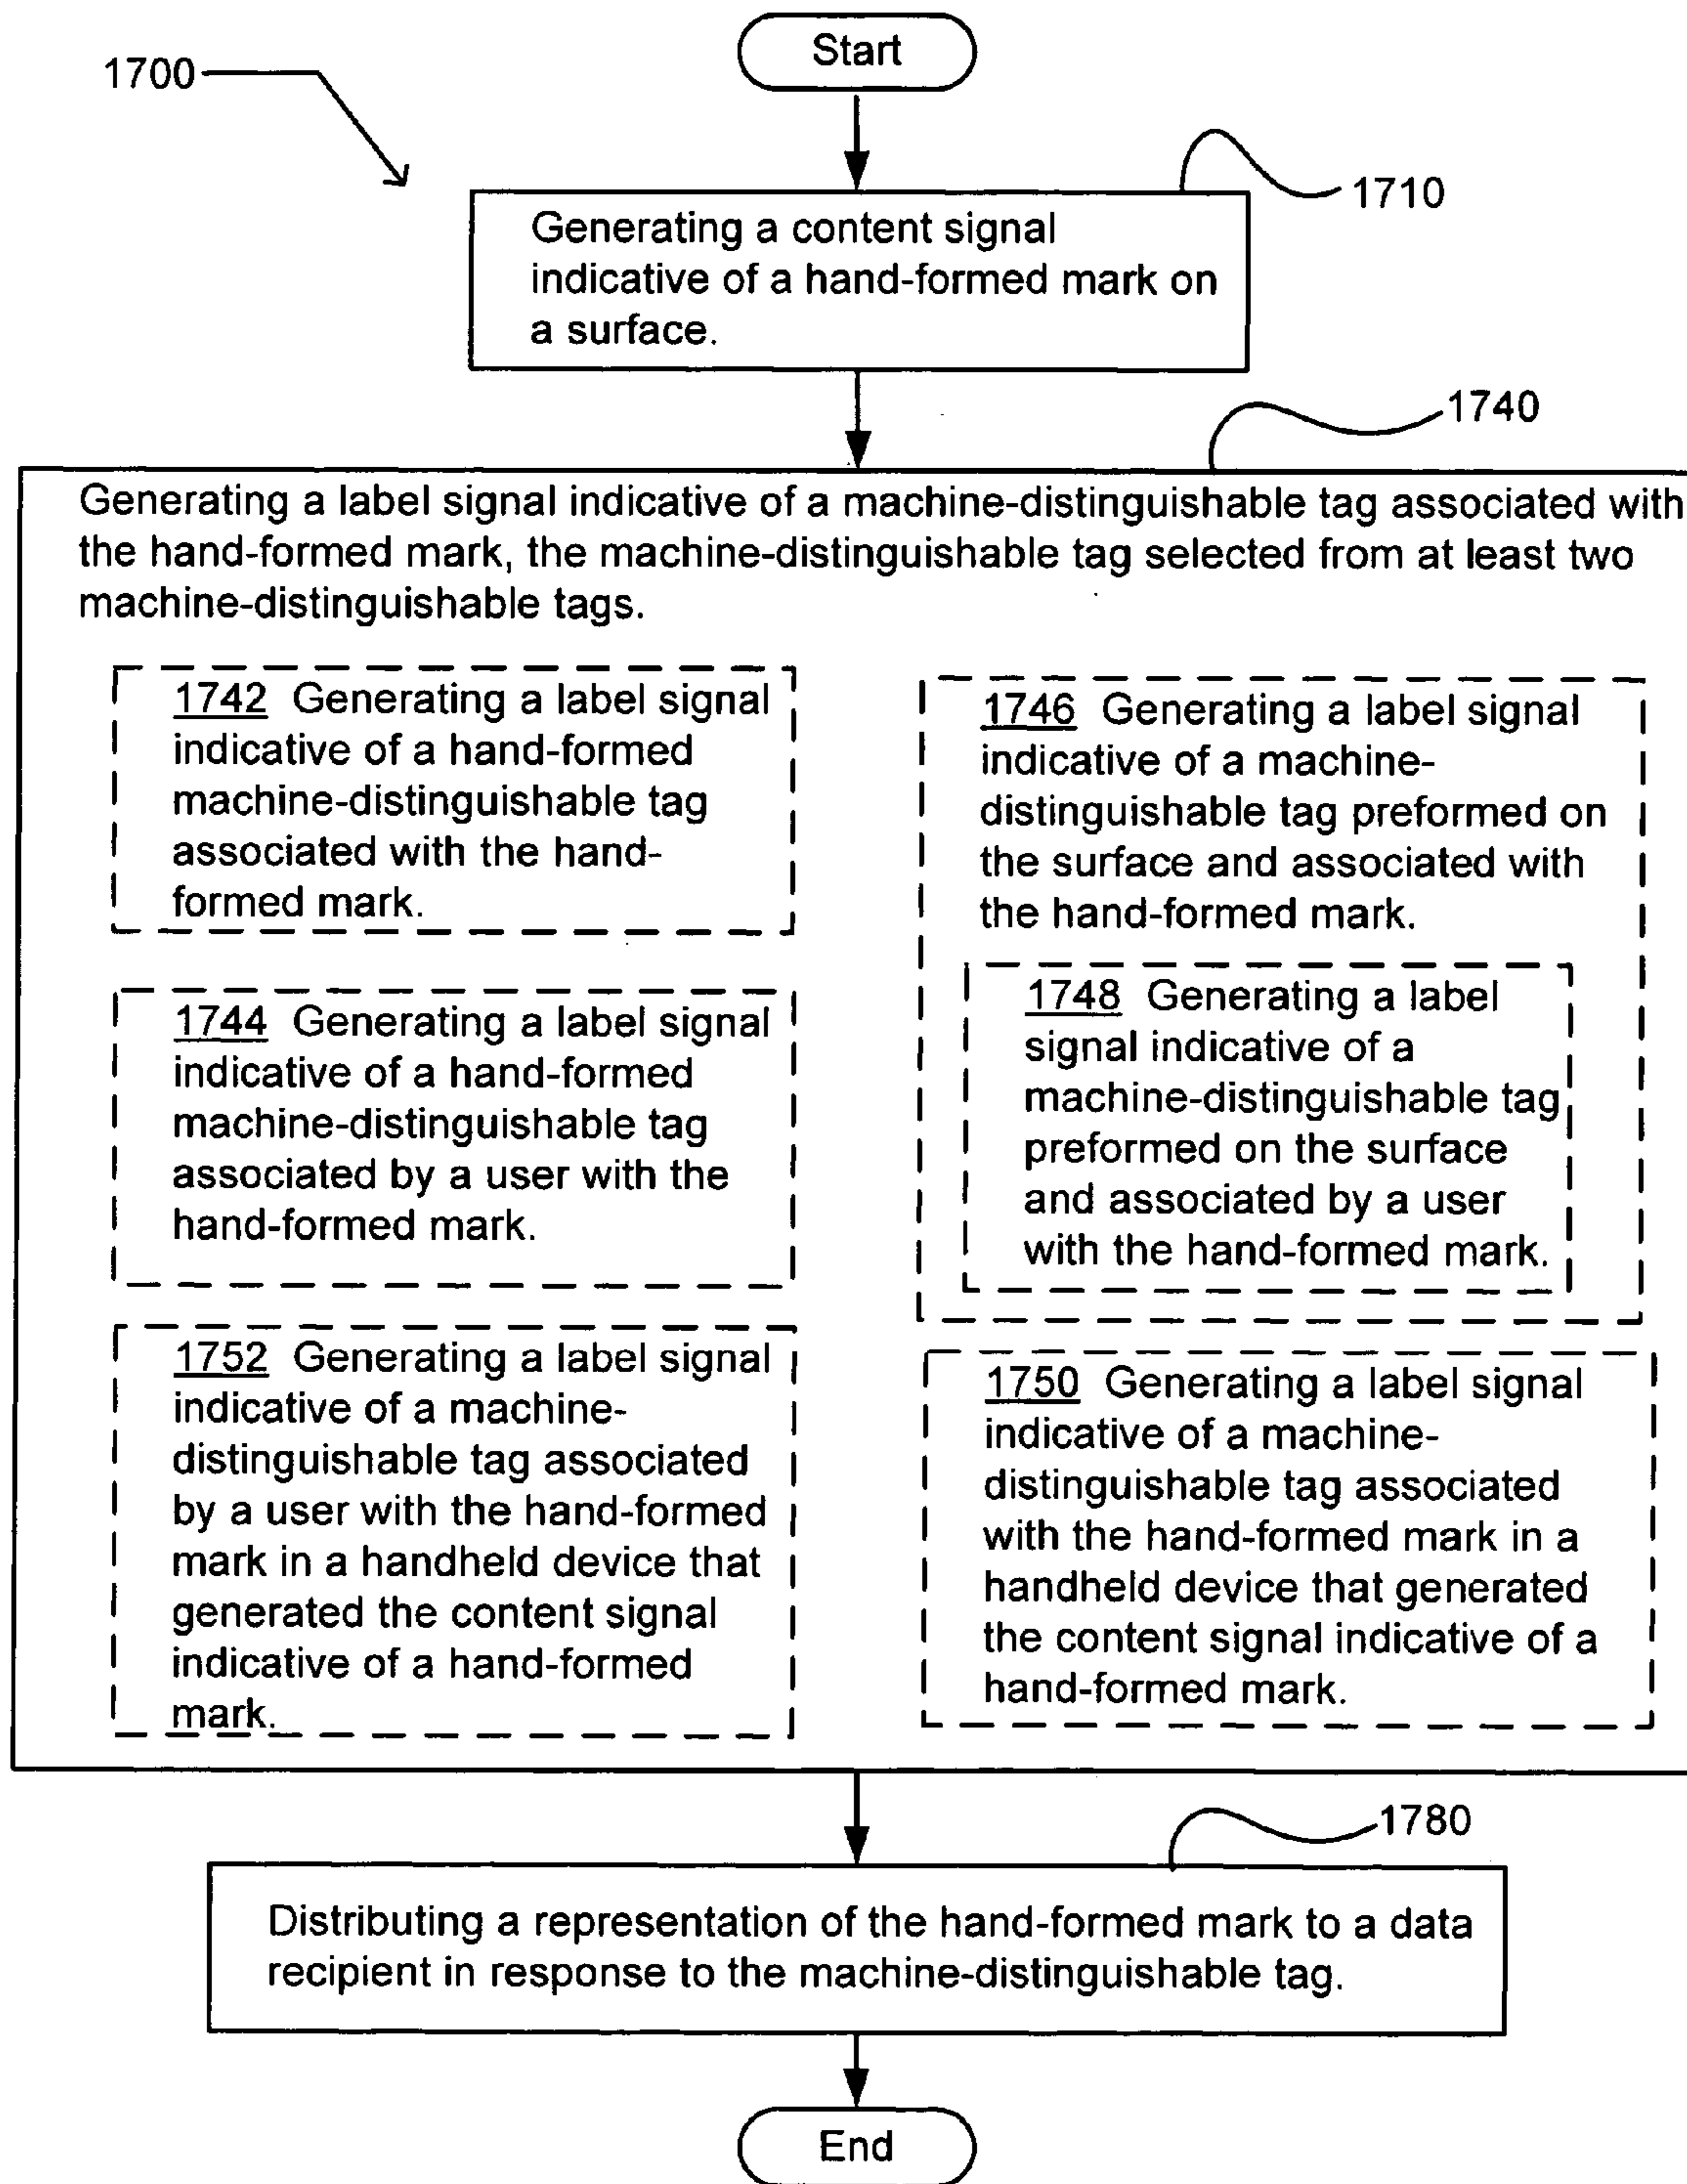 Start
1700
1710
Generating a content signal
indicative of a hand-formed mark on
a surface.
1740
Generating a label signal indicative of a machine-distinguishable tag associated with
the hand-formed mark, the machine-distinguishable tag selected from at least two
machine-distinguishable tags.
1742 Generating a label signal
indicative of a hand-formed
machine-distinguishable tag
associated with the hand-
formed mark.
1744 Generating a label signal
indicative of a hand-formed
machine-distinguishable tag
associated by a user with the
hand-formed mark.
1752 Generating a label signal
indicative of a machine-
distinguishable tag associated
by a user with the hand-formed
mark in a handheld device that
generated the content signal
indicative of a hand-formed
mark.
1746 Generating a label signal
indicative of a machine-
distinguishable tag preformed on
the surface and associated with
the hand-formed mark.
1748 Generating a label
signal indicative of a
machine-distinguishable tag
preformed on the surface
and associated by a user
with the hand-formed mark.
1750 Generating a label signal
indicative of a machine-
distinguishable tag associated
with the hand-formed mark in a
handheld device that generated
the content signal indicative of a
hand-formed mark.
1780
Distributing a representation of the hand-formed mark to a data
recipient in response to the machine-distinguishable tag.
End